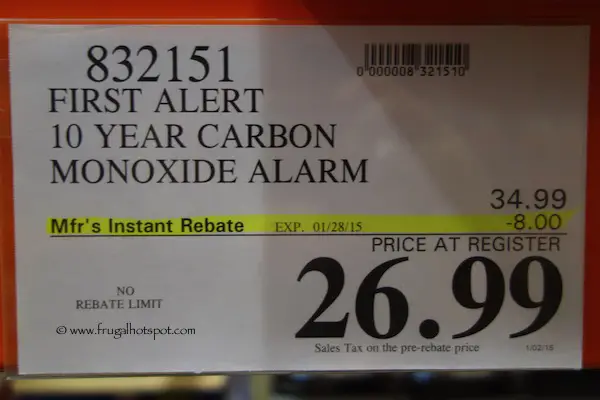 832151
0 000008 321510
FIRST ALERT
10 YEAR CARBON
MONOXIDE ALARM
34.99
Mfr's Instant Rebate EXP. 01/28/15 -8.00
PRICE AT REGISTER
26.99
NO
REBATE LIMIT
© www.frugalhotspot.com
Sales Tax on the pre-rebate price 1/02/15